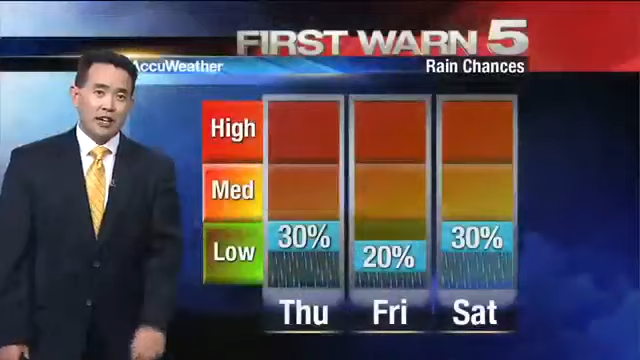 FIRST WARN 5
AccuWeather
Rain Chances
High
Med
Low
30%
20%
30%
Thu
Fri
Sat